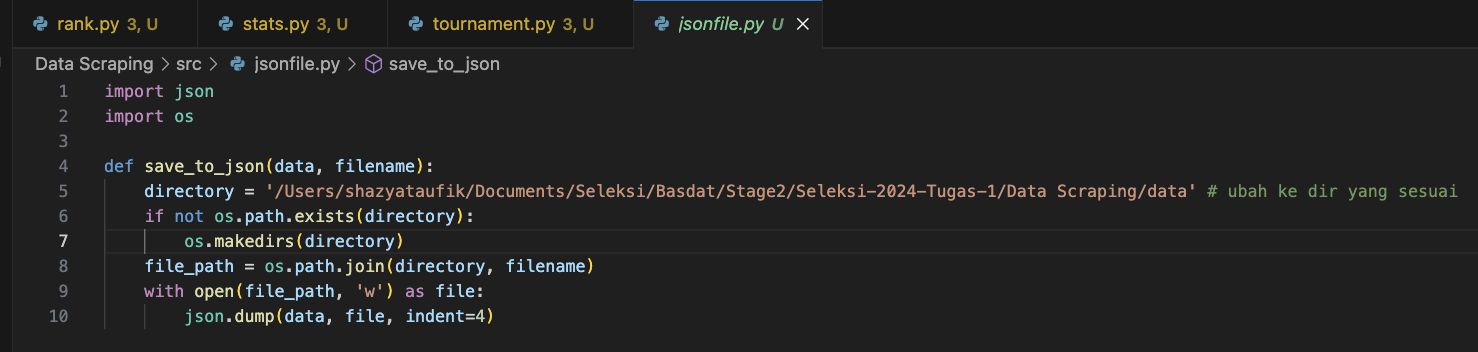 rank.py 3, U stats.py 3, U tournament.py 3, U jsonfile.py U
Data Scraping > src > jsonfile.py > save_to_json
1 import json
2 import os
3
4 def save_to_json(data, filename):
5     directory = '/Users/shazyataufik/Documents/Seleksi/Basdat/Stage2/Seleksi-2024-Tugas-1/Data Scraping/data' # ubah ke dir yang sesuai
6     if not os.path.exists(directory):
7         os.makedirs(directory)
8     file_path = os.path.join(directory, filename)
9     with open(file_path, 'w') as file:
10         json.dump(data, file, indent=4)